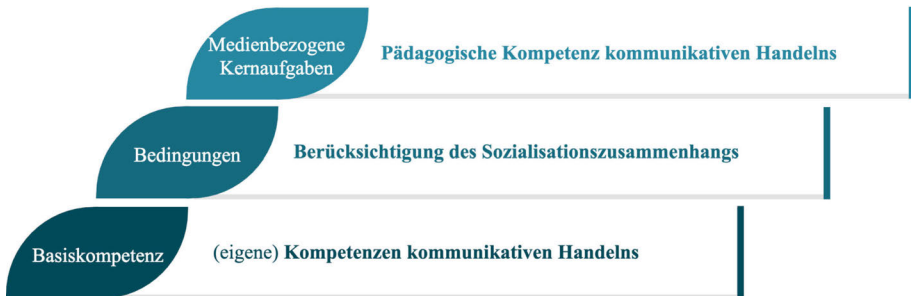 Medienbezogene
Kernaufgaben
Pädagogische Kompetenz kommunikativen Handelns
Bedingungen
Berücksichtigung des Sozialisationszusammenhangs
Basiskompetenz
(eigene) Kompetenzen kommunikativen Handelns